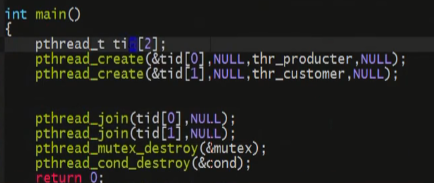 int main()
{
pthread_t tid[2];
pthread_create(&tid[0],NULL,thr_producter,NULL);
pthread_create(&tid[1],NULL,thr_customer,NULL);
pthread_join(tid[0],NULL);
pthread_join(tid[1],NULL);
pthread_mutex_destroy(&mutex);
pthread_cond_destroy(&cond);
return 0;